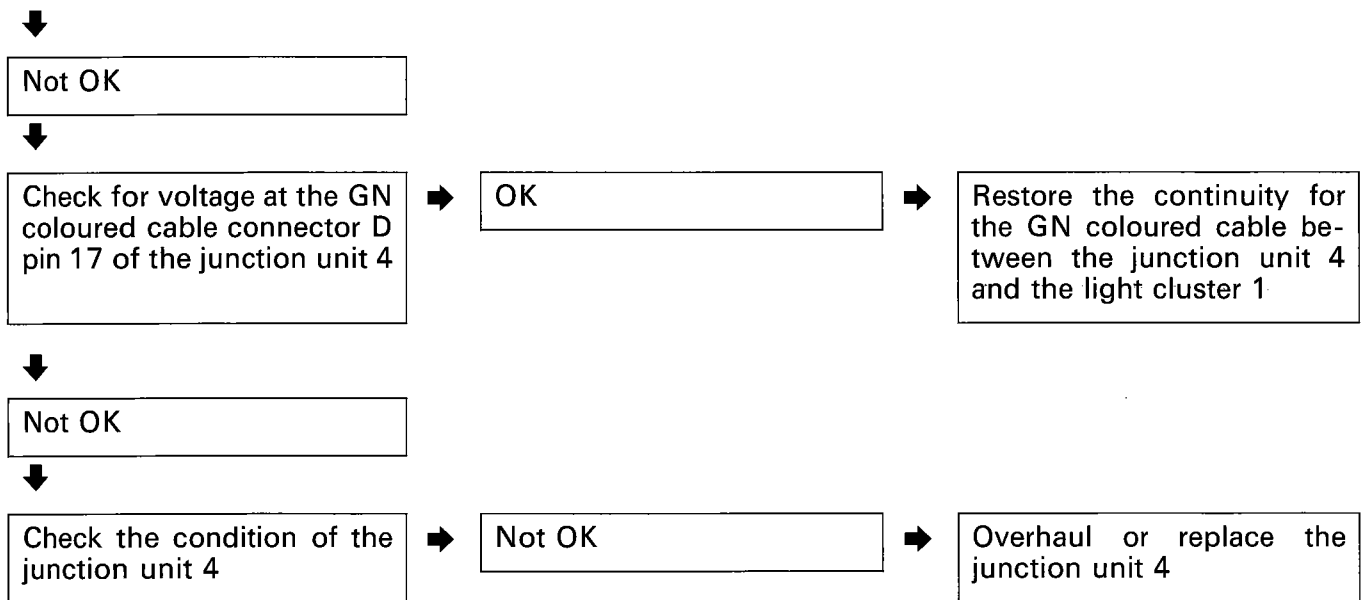 Not OK
Check for voltage at the GN
coloured cable connector D
pin 17 of the junction unit 4
OK
Restore the continuity for
the GN coloured cable be-
tween the junction unit 4
and the light cluster 1
Not OK
Check the condition of the
junction unit 4
Not OK
Overhaul or replace the
junction unit 4